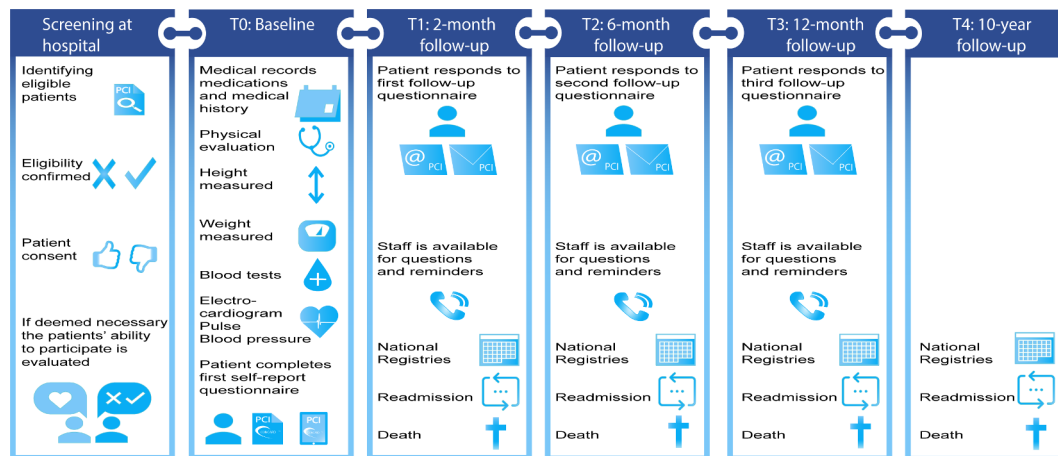 Screening at
hospital
Identifying
eligible
patients
PCI
Eligibility
confirmed
Patient
consent
If deemed necessary
the patients' ability
to participate is
evaluated
T0: Baseline
Medical records
medications
and medical
history
Physical
evaluation
Height
measured
Weight
measured
Blood tests
Electro-
cardiogram
Pulse
Blood pressure
Patient completes
first self-report
questionnaire
PCI
PCI
T1: 2-month
follow-up
Patient responds to
first follow-up
questionnaire
@ PCI
PCI
Staff is available
for questions
and reminders
National
Registries
Readmission
Death
T2: 6-month
follow-up
Patient responds to
second follow-up
questionnaire
@ PCI
PCI
Staff is available
for questions
and reminders
National
Registries
Readmission
Death
T3: 12-month
follow-up
Patient responds to
third follow-up
questionnaire
@ PCI
PCI
Staff is available
for questions
and reminders
National
Registries
Readmission
Death
T4: 10-year
follow-up
National
Registries
Readmission
Death